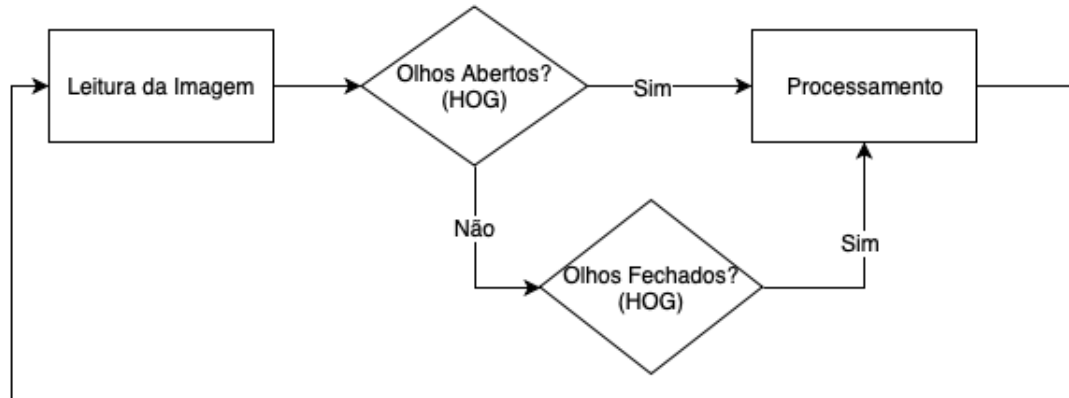 Leitura da Imagem
Olhos Abertos?
(HOG)
Sim
Processamento
Não
Olhos Fechados?
(HOG)
Sim